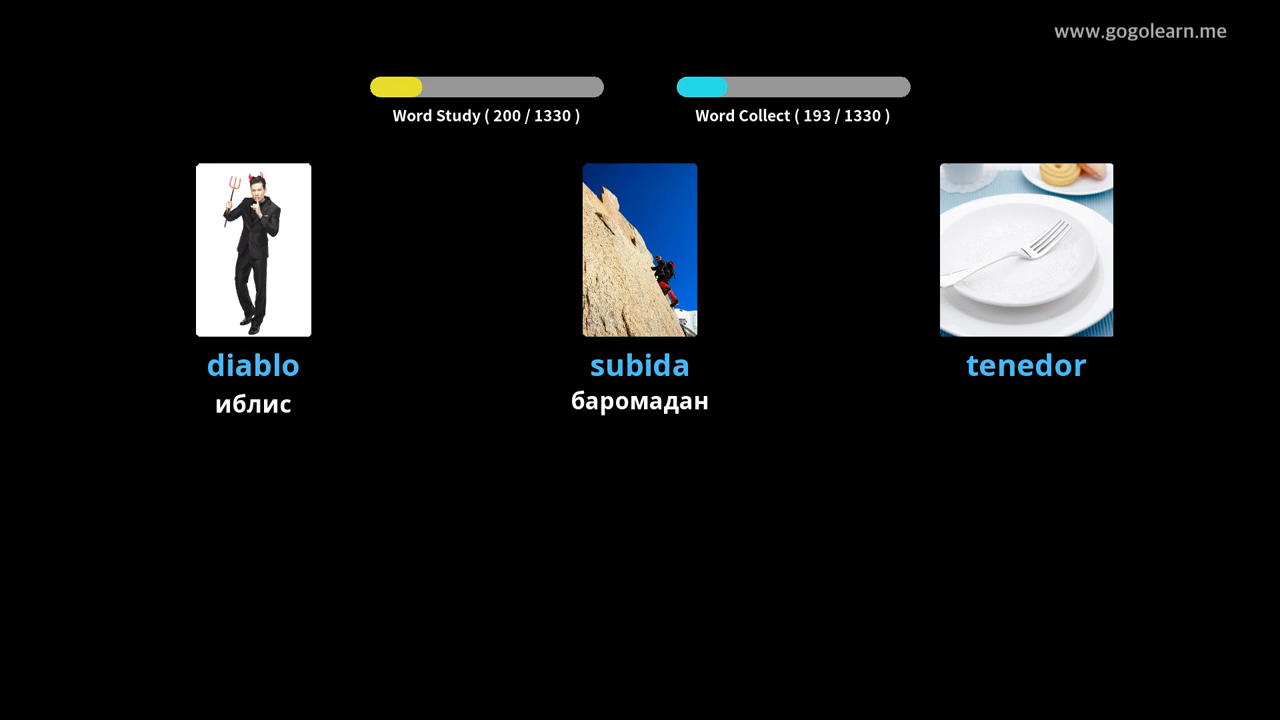 www.gogolearn.me
Word Study ( 200 / 1330 )
Word Collect ( 193 / 1330 )
diablo
иблис
subida
баромадан
tenedor